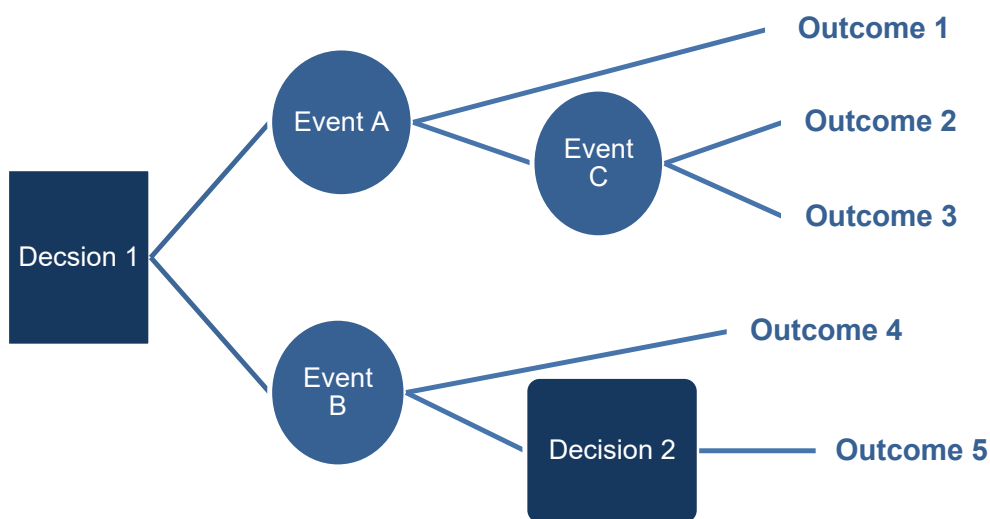 Outcome 1
Event A
Event
C
Outcome 2
Outcome 3
Decsion 1
Event
B
Outcome 4
Decision 2
Outcome 5